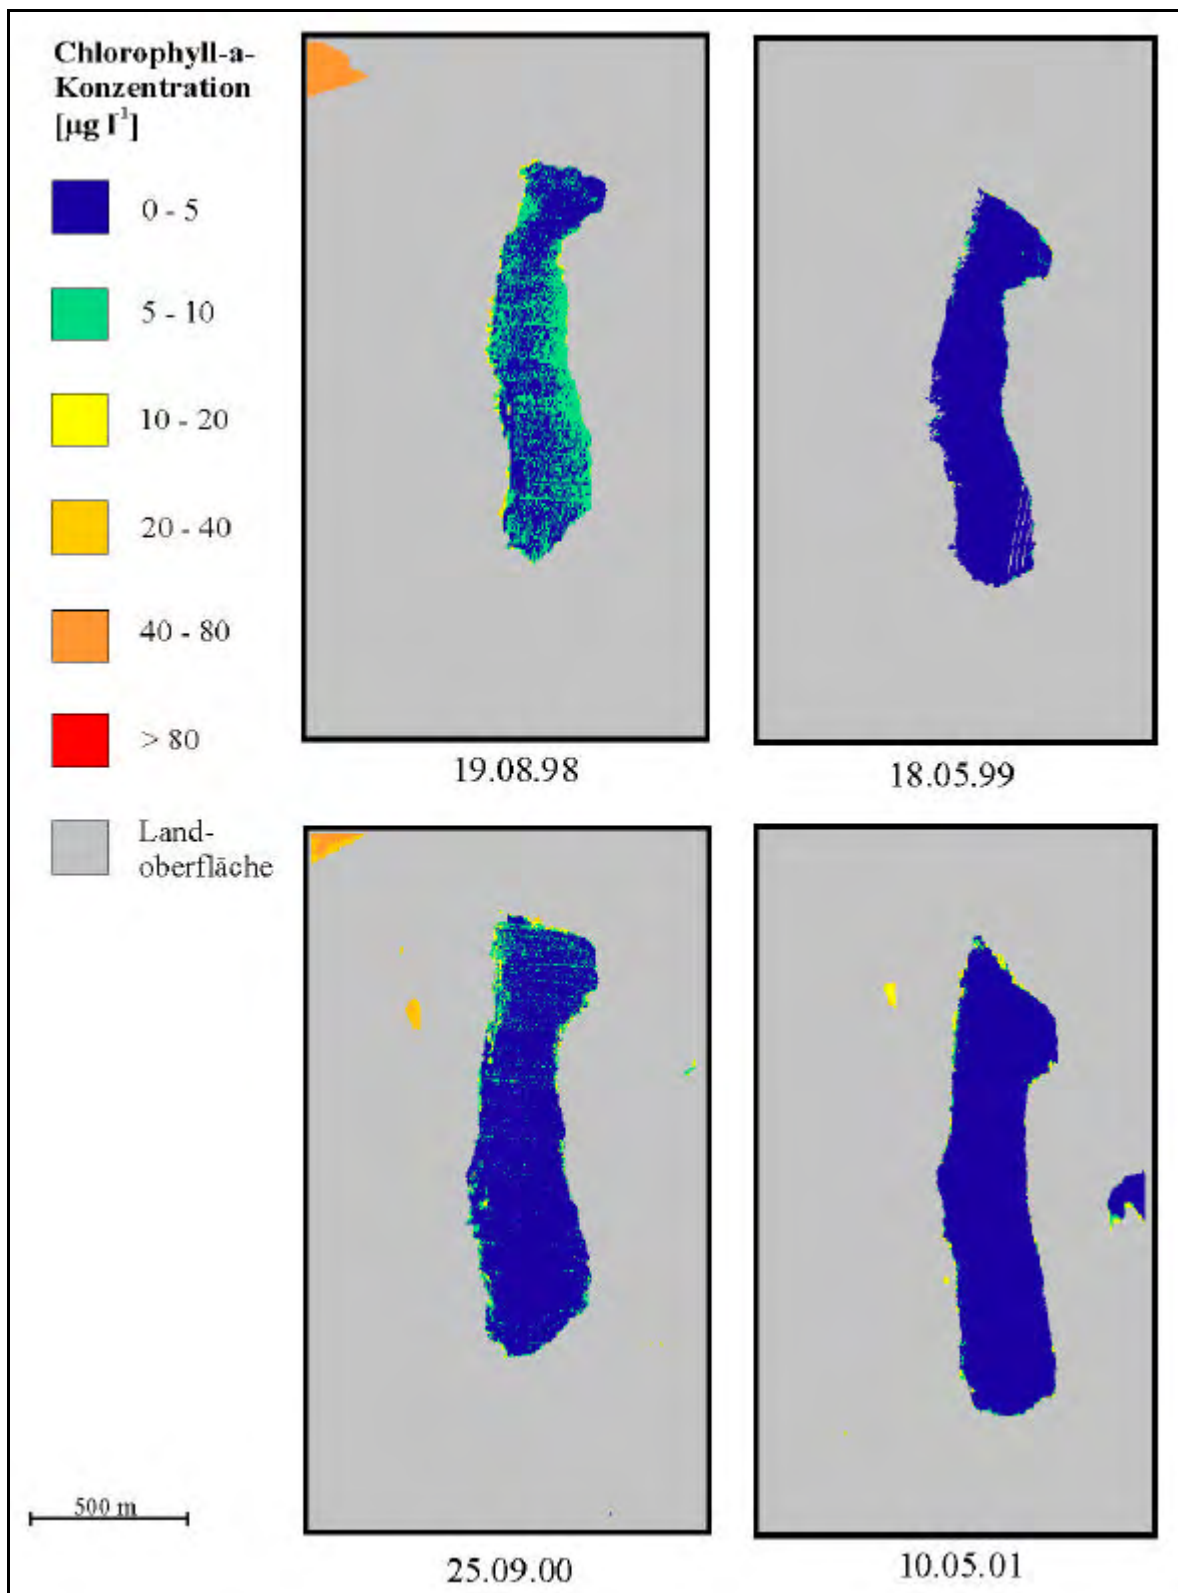 Chlorophyll-a-
Konzentration
[µg l⁻¹]
0 - 5
5 - 10
10 - 20
20 - 40
40 - 80
> 80
Land-
oberfläche
500 m
19.08.98
18.05.99
25.09.00
10.05.01